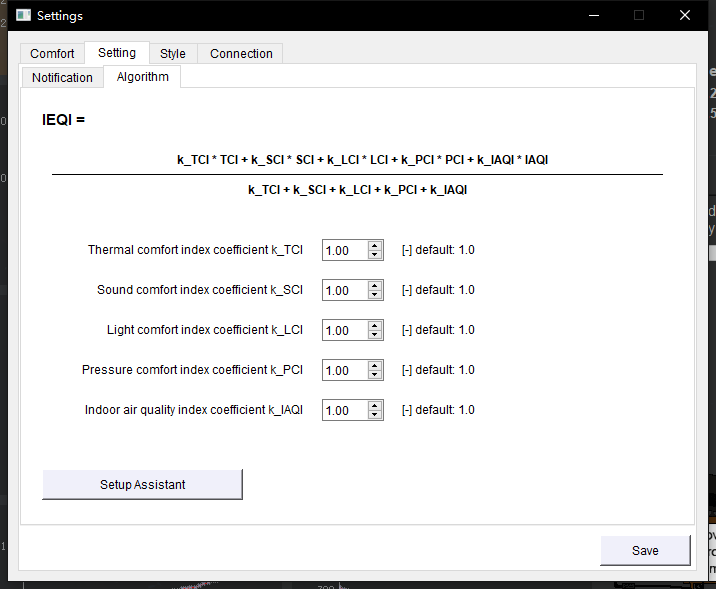 Settings
Comfort Setting Style Connection
Notification Algorithm
IEQI =
k_TCI * TCI + k_SCI * SCI + k_LCI * LCI + k_PCI * PCI + k_IAQI * IAQI
k_TCI + k_SCI + k_LCI + k_PCI + k_IAQI
Thermal comfort index coefficient k_TCI 1.00 [-] default: 1.0
Sound comfort index coefficient k_SCI 1.00 [-] default: 1.0
Light comfort index coefficient k_LCI 1.00 [-] default: 1.0
Pressure comfort index coefficient k_PCI 1.00 [-] default: 1.0
Indoor air quality index coefficient k_IAQI 1.00 [-] default: 1.0
Setup Assistant
Save